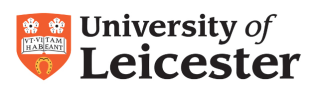 VT·VITAM
HABEANT
University of
Leicester